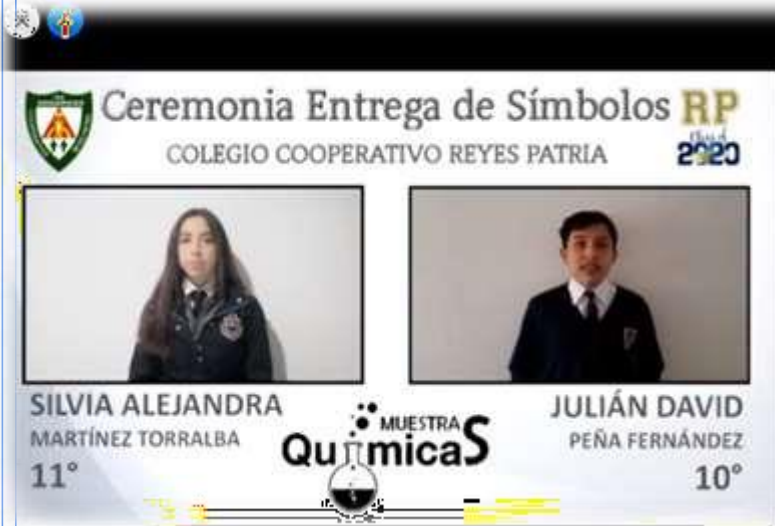 Ceremonia Entrega de Símbolos
RP
COLEGIO COOPERATIVO REYES PATRIA
2020
SILVIA ALEJANDRA
MARTÍNEZ TORRALBA
11°
MUESTRAS
QuímicaS
JULIÁN DAVID
PEÑA FERNÁNDEZ
10°